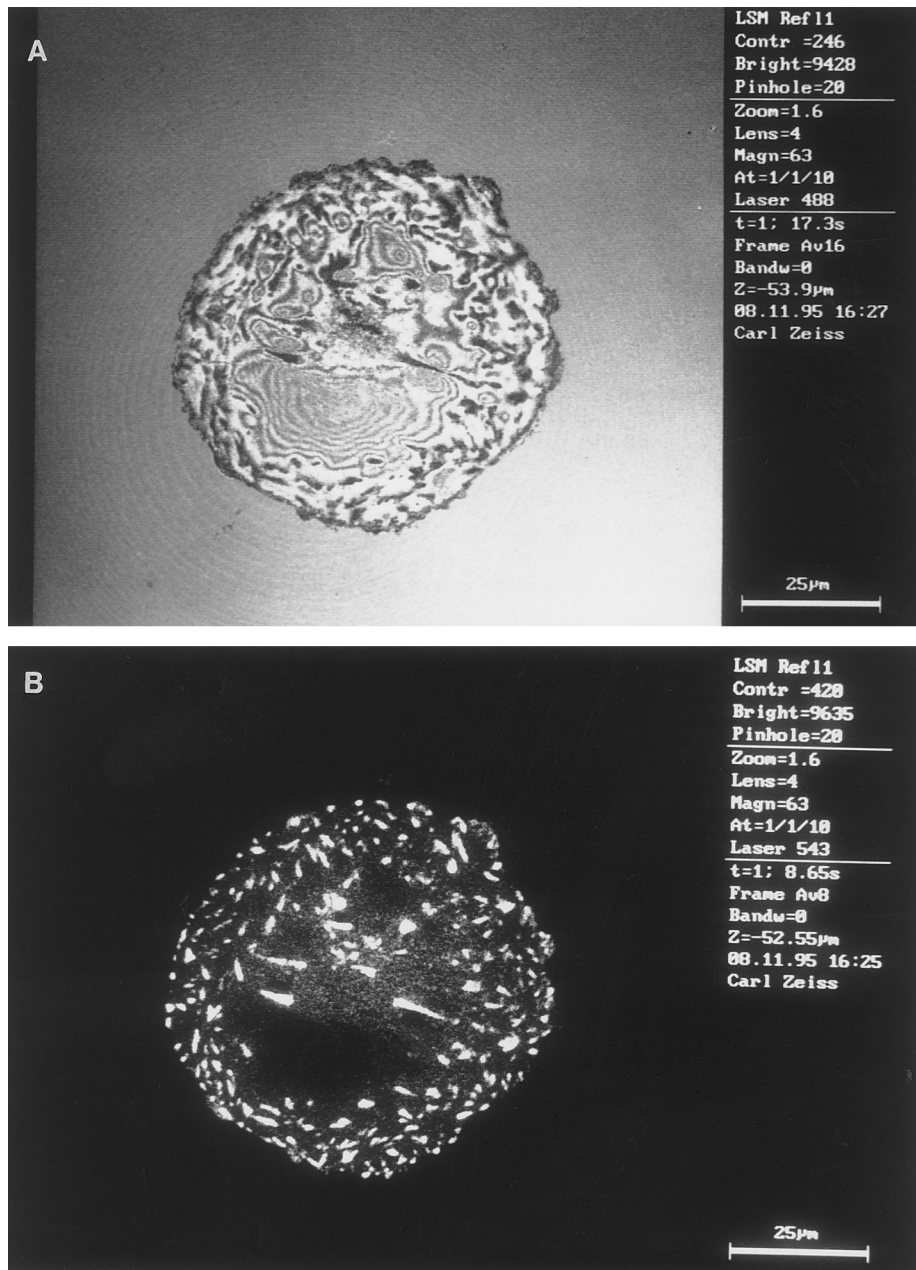 A
LSM Refl1
Contr =246
Bright=9428
Pinhole=20
Zoom=1.6
Lens=4
Magn=63
At=1/1/10
Laser 488
t=1; 17.3s
Frame Av16
Bandw=0
Z=-53.9µm
08.11.95 16:27
Carl Zeiss
25µm
B
LSM Refl1
Contr =420
Bright=9635
Pinhole=20
Zoom=1.6
Lens=4
Magn=63
At=1/1/10
Laser 543
t=1; 8.65s
Frame Av8
Bandw=0
Z=-52.55µm
08.11.95 16:25
Carl Zeiss
25µm